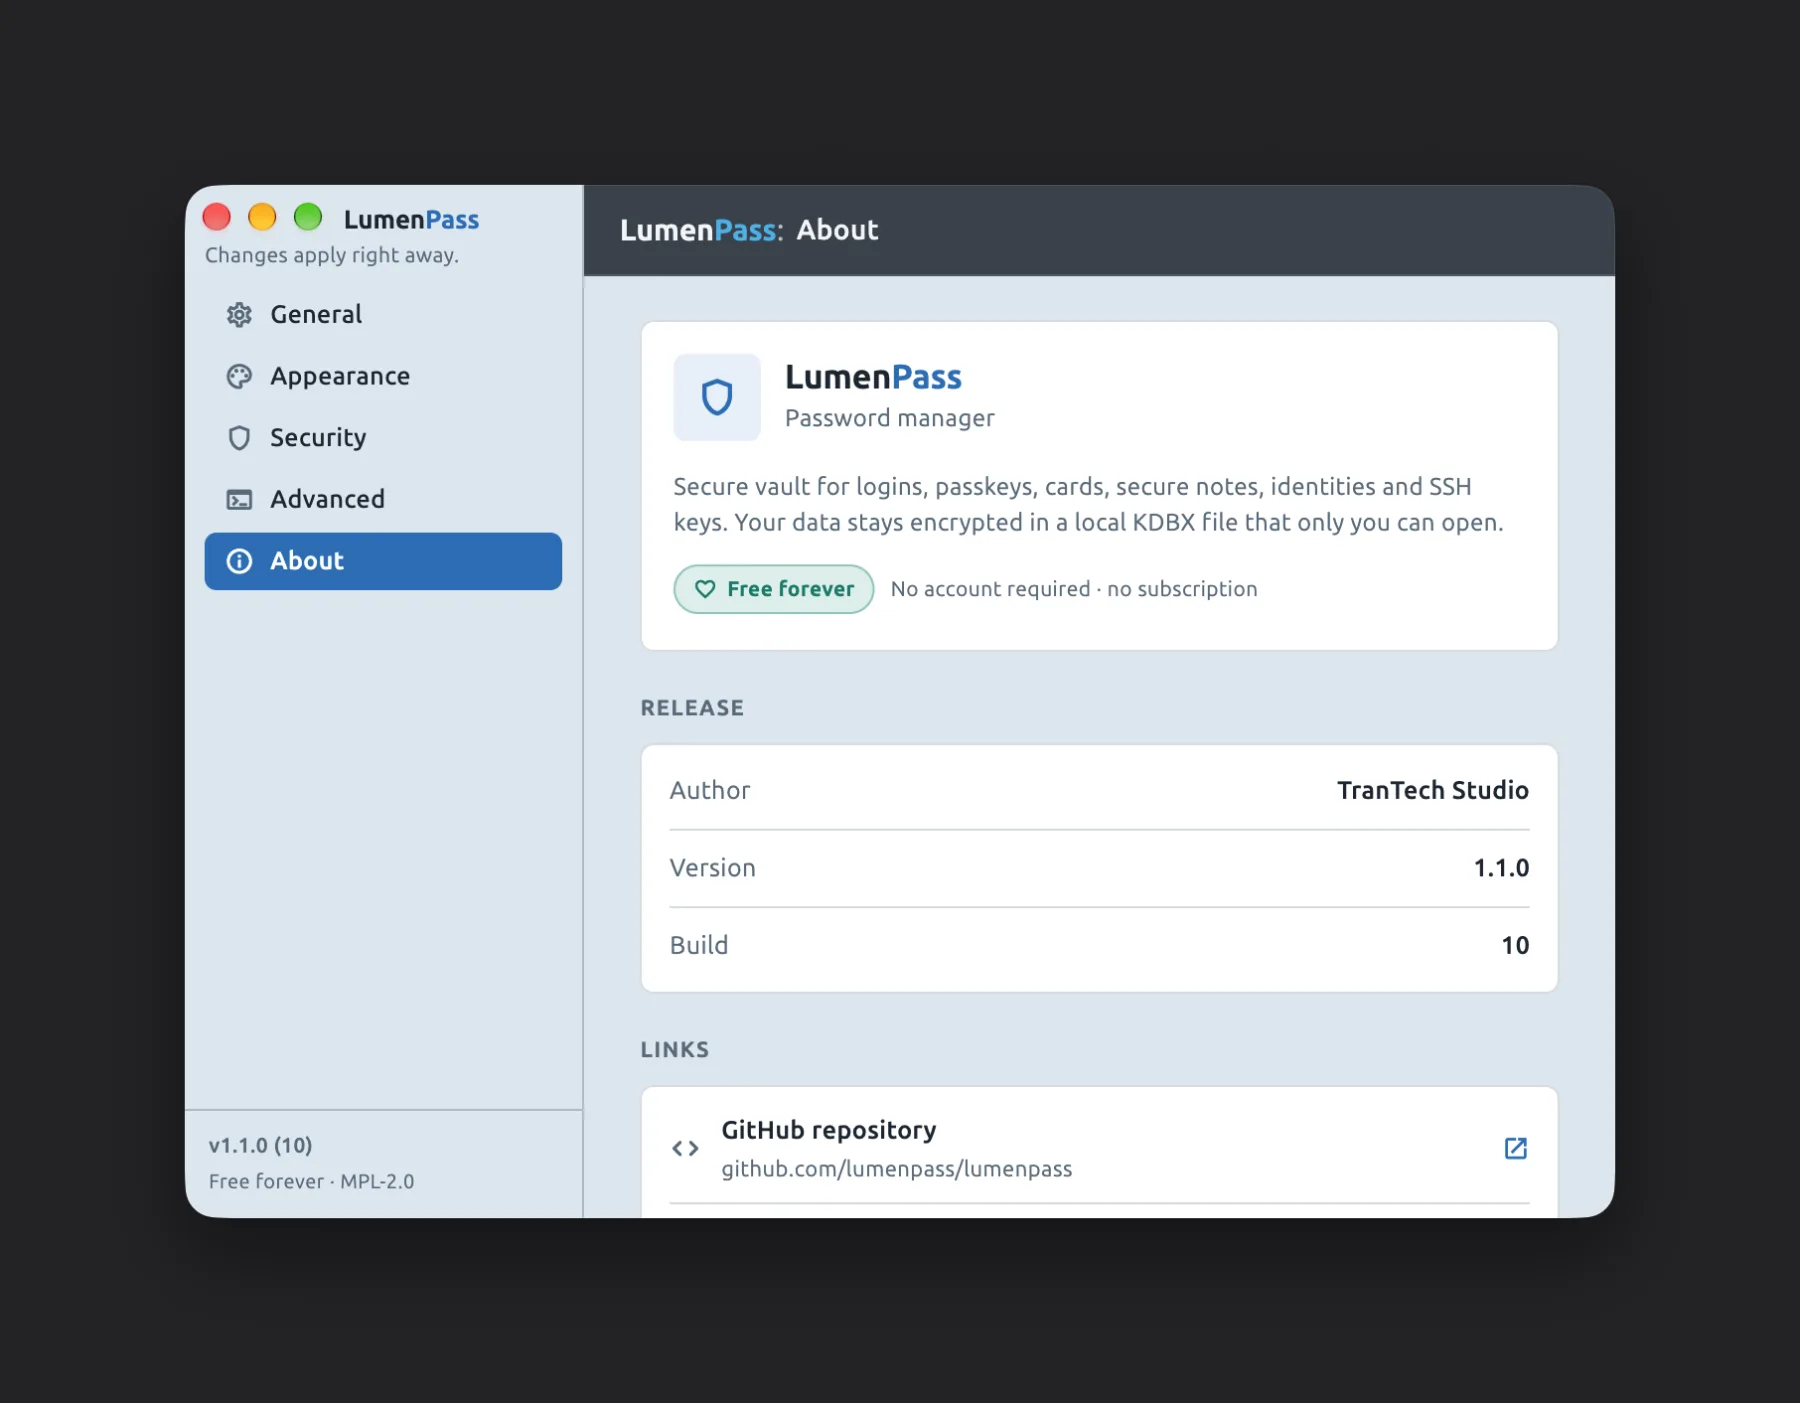 LumenPass
Changes apply right away.
General
Appearance
Security
Advanced
About
v1.1.0 (10)
Free forever · MPL-2.0
LumenPass: About
LumenPass
Password manager
Secure vault for logins, passkeys, cards, secure notes, identities and SSH
keys. Your data stays encrypted in a local KDBX file that only you can open.
Free forever
No account required · no subscription
RELEASE
Author
TranTech Studio
Version
1.1.0
Build
10
LINKS
GitHub repository
github.com/lumenpass/lumenpass